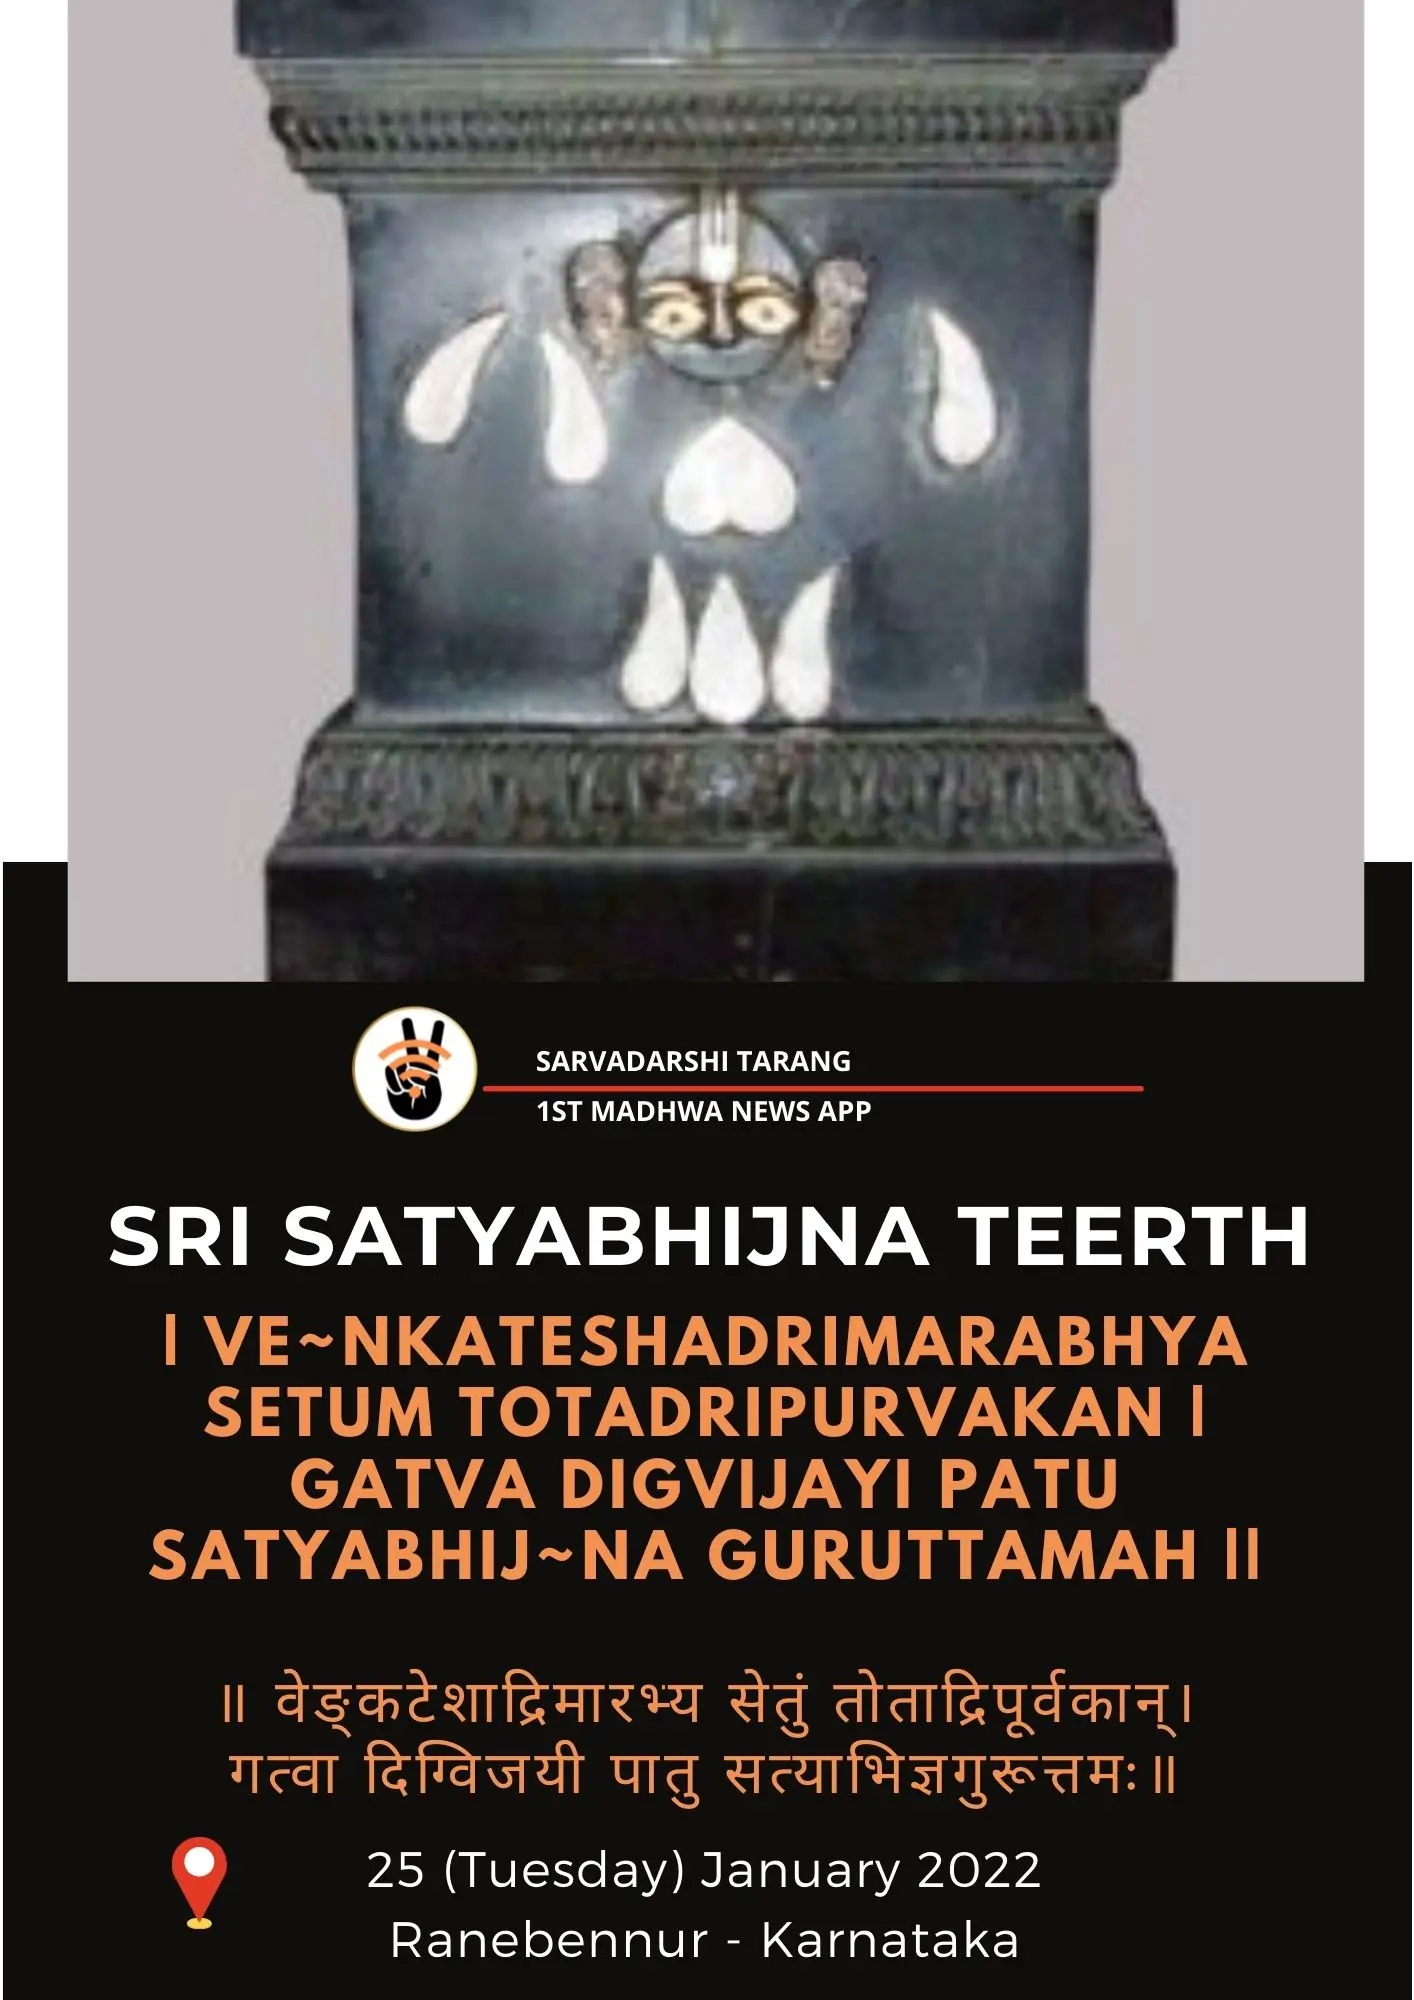 SARVADARSHI TARANG
1ST MADHWA NEWS APP
SRI SATYABHIJNA TEERTH
| VE~NKATESHADRIMARABHYA
SETUM TOTADRIPURVAKAN |
GATVA DIGVIJAYI PATU
SATYABHIJ~NA GURUTTAMAH ||
॥ वेङ्कटेशाद्रिमारभ्य सेतुं तोताद्रिपूर्वकान्।
गत्वा दिग्विजयी पातु सत्याभिज्ञगुरूत्तमः॥
25 (Tuesday) January 2022
Ranebennur - Karnataka